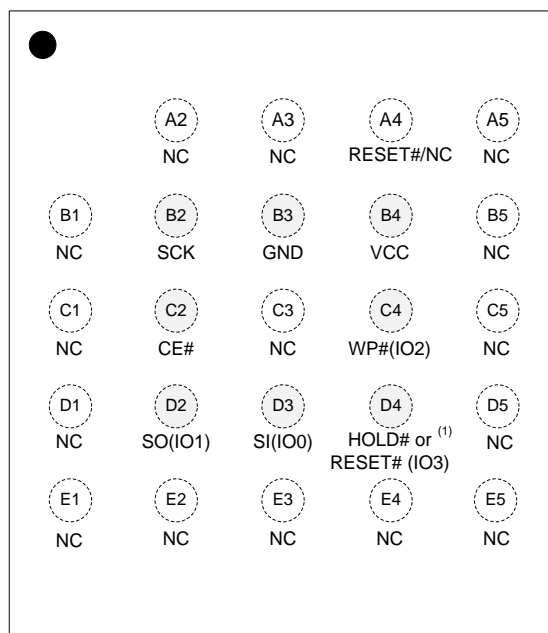 A2 A3 A4 A5
NC NC RESET#/NC NC
B1 B2 B3 B4 B5
NC SCK GND VCC NC
C1 C2 C3 C4 C5
NC CE# NC WP#(IO2) NC
D1 D2 D3 D4 D5
NC SO(IO1) SI(IO0) HOLD# or (1) NC
RESET# (IO3)
E1 E2 E3 E4 E5
NC NC NC NC NC